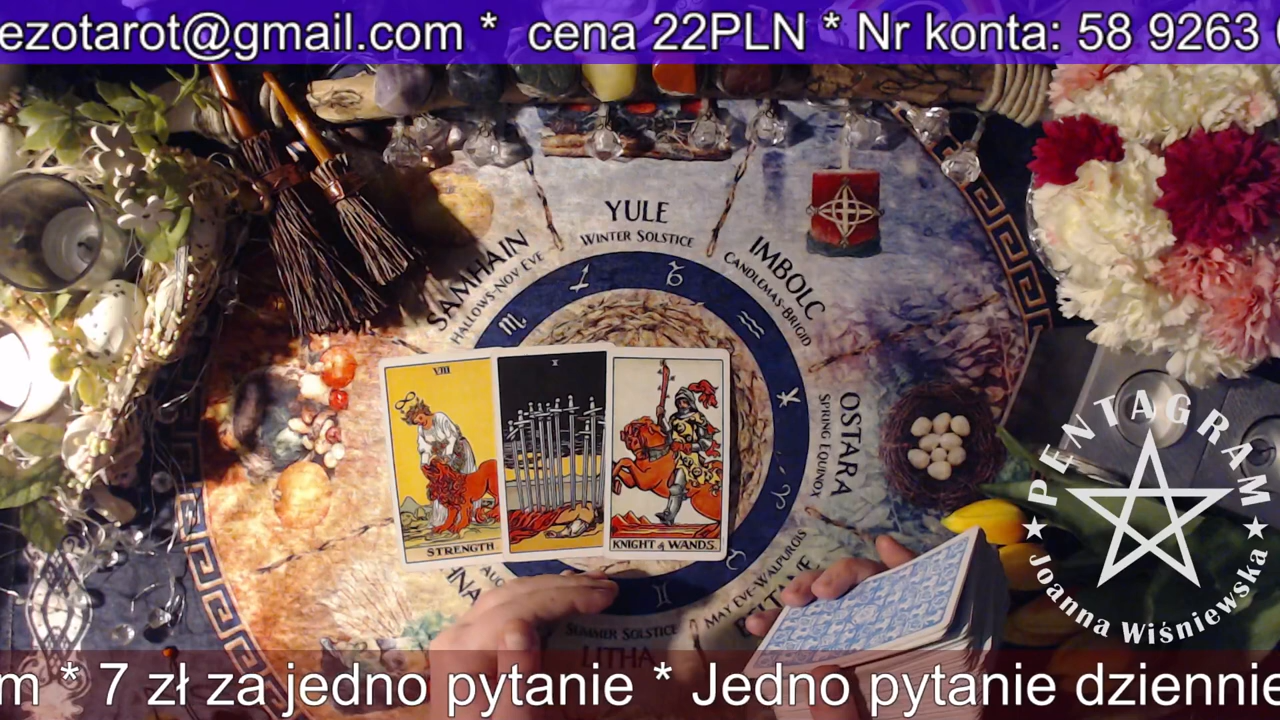 ezotarot@gmail.com * cena 22PLN * Nr konta: 58 9263
YULE
WINTER SOLSTICE
SAMHAIN
HALLOWS-NOV EVE
IMBOLC
CANDLEMAS-BRIGID
OSTARA
SPRING EQUINOX
VIII
STRENGTH
X
KNIGHT of WANDS.
PENTAGRAM
Joanna Wiśniewska
MAY EVE-WALPURGIS
SUMMER SOLSTICE
LITHA
m * 7 zł za jedno pytanie * Jedno pytanie dziennie